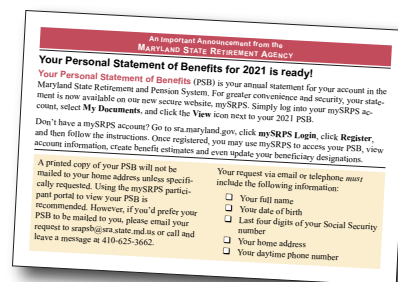 An Important Announcement from the
MARYLAND STATE RETIREMENT AGENCY
Your Personal Statement of Benefits for 2021 is ready!
Your Personal Statement of Benefits (PSB) is your annual statement for your account in the
Maryland State Retirement and Pension System. For greater convenience and security, your state-
ment is now available on our new secure website, mySRPS. Simply log into your mySRPS ac-
count, select My Documents, and click the View icon next to your 2021 PSB.
Don't have a mySRPS account? Go to sra.maryland.gov, click mySRPS Login, click Register,
and then follow the instructions. Once registered, you may use mySRPS to access your PSB, view
account information, create benefit estimates and even update your beneficiary designations.
A printed copy of your PSB will not be
mailed to your home address unless specifi-
cally requested. Using the mySRPS partici-
pant portal to view your PSB is
recommended. However, if you'd prefer your
PSB to be mailed to you, please email your
request to srapsb@sra.state.md.us or call and
leave a message at 410-625-3662.
Your request via email or telephone must
include the following information:
❏ Your full name
❏ Your date of birth
❏ Last four digits of your Social Security
number
❏ Your home address
❏ Your daytime phone number